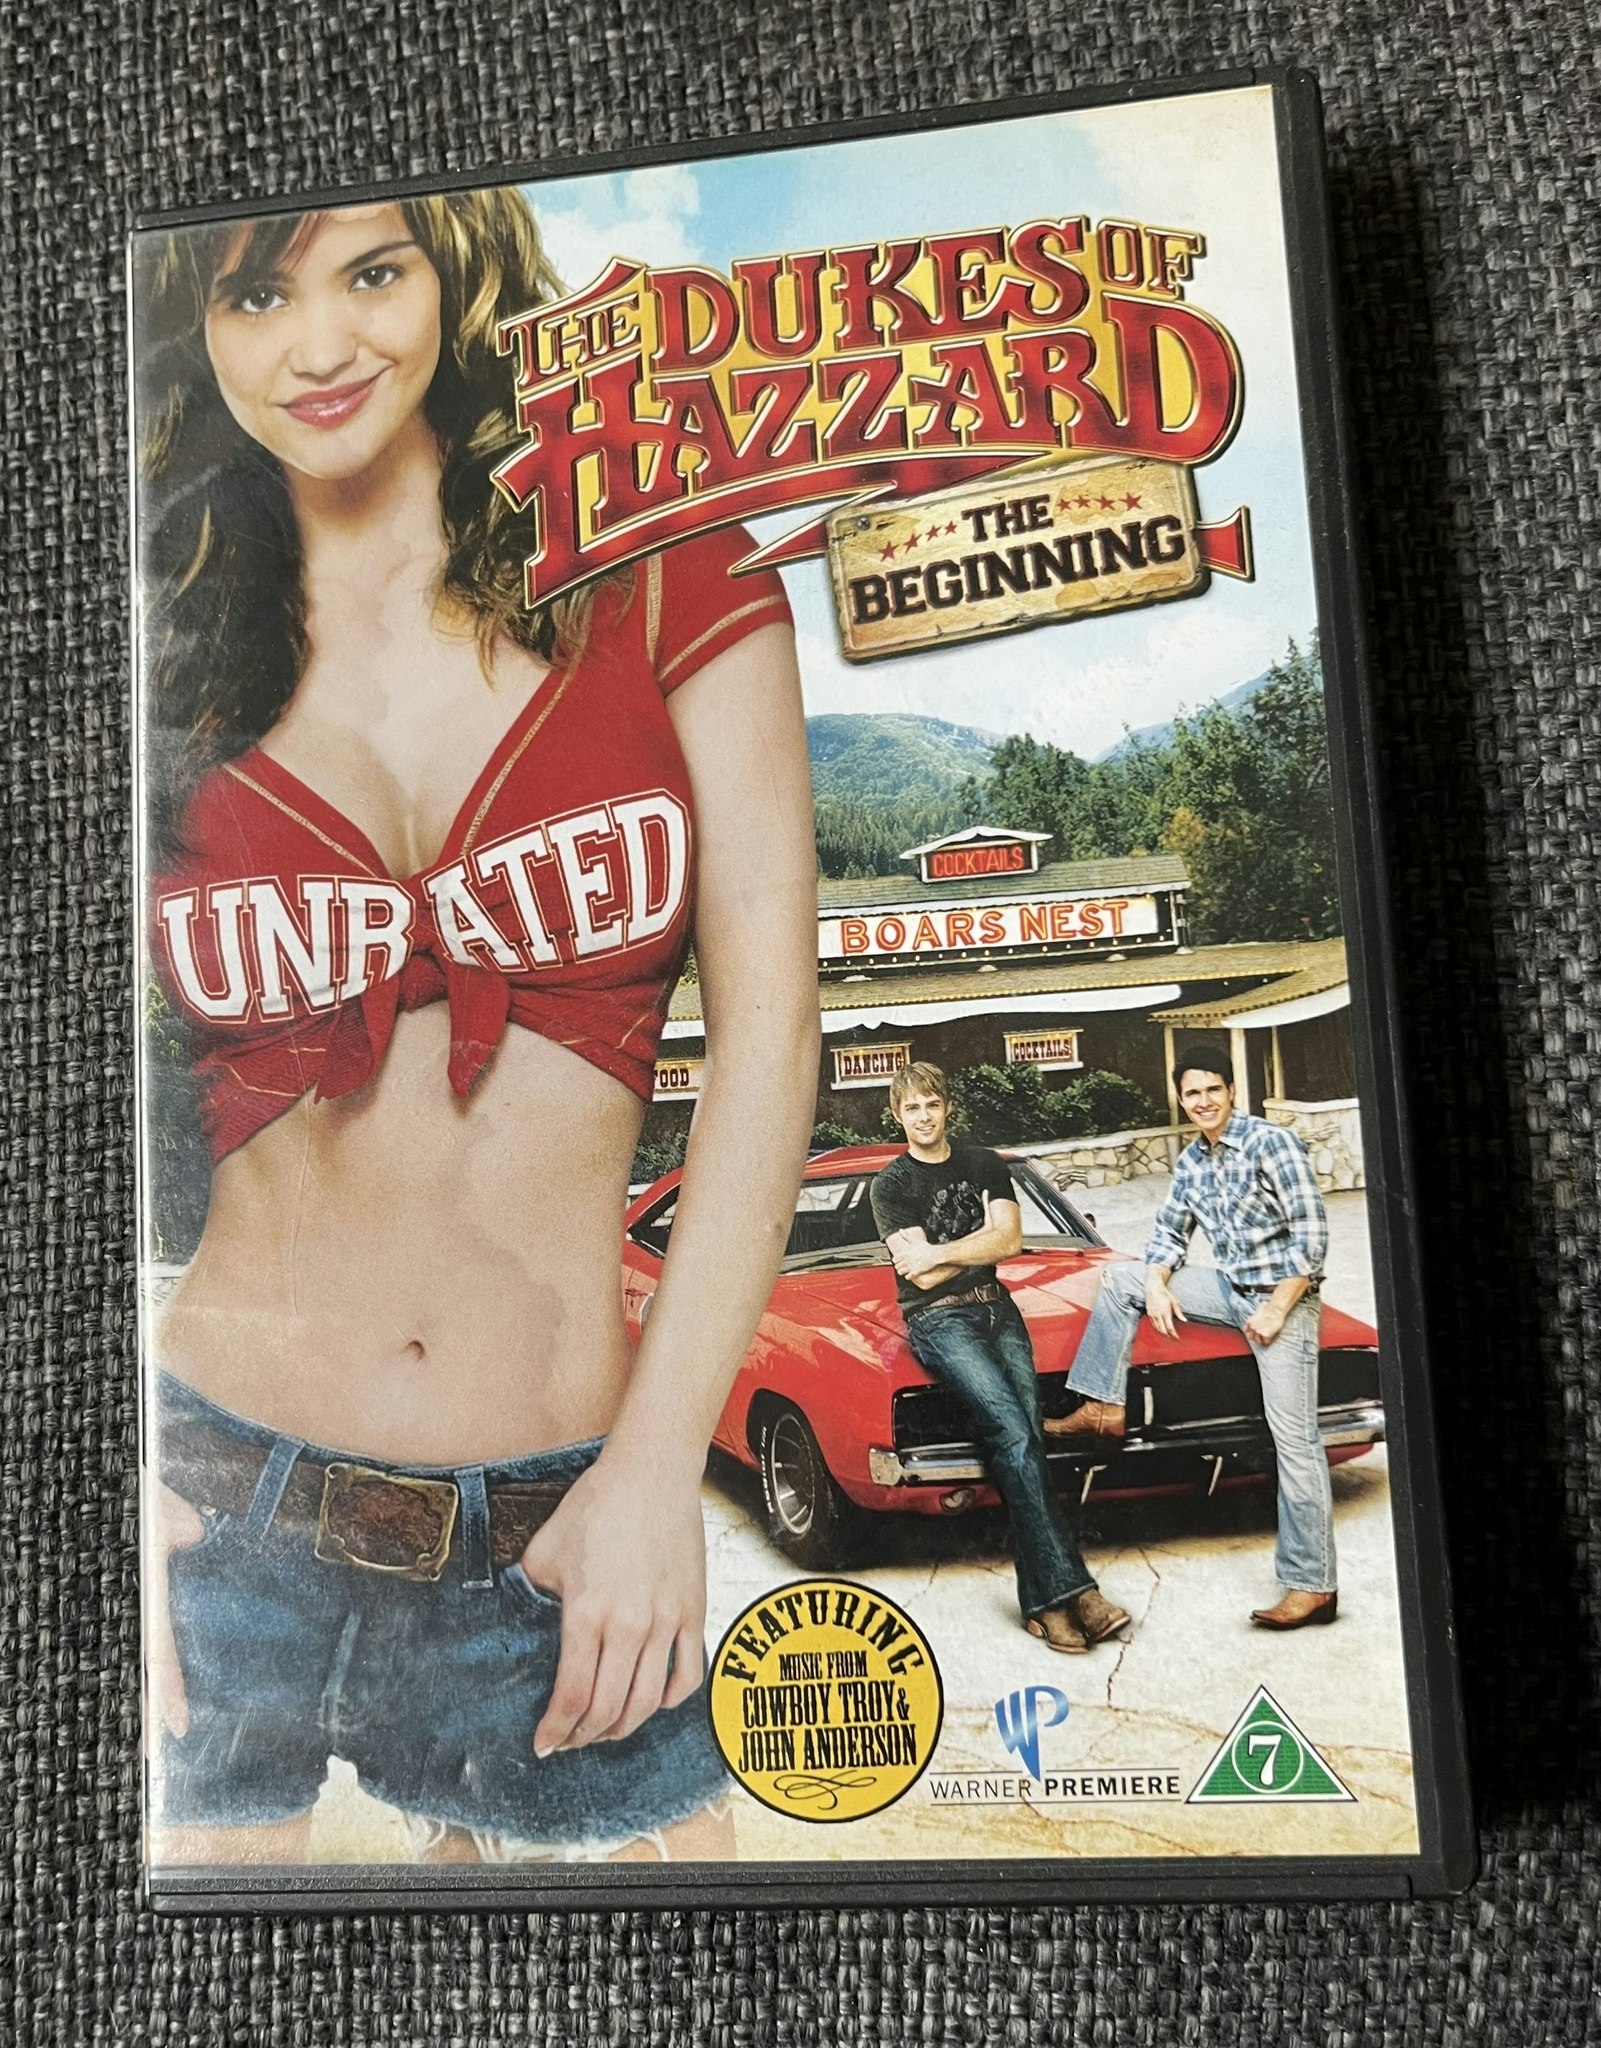 THE DUKES OF
HAZZARD
THE
BEGINNING
UNRATED
COCKTAILS
BOARS NEST
FOOD
DANCING
COCKTAILS
FEATURING
MUSIC FROM
COWBOY TROY &
JOHN ANDERSON
WP
WARNER PREMIERE
7